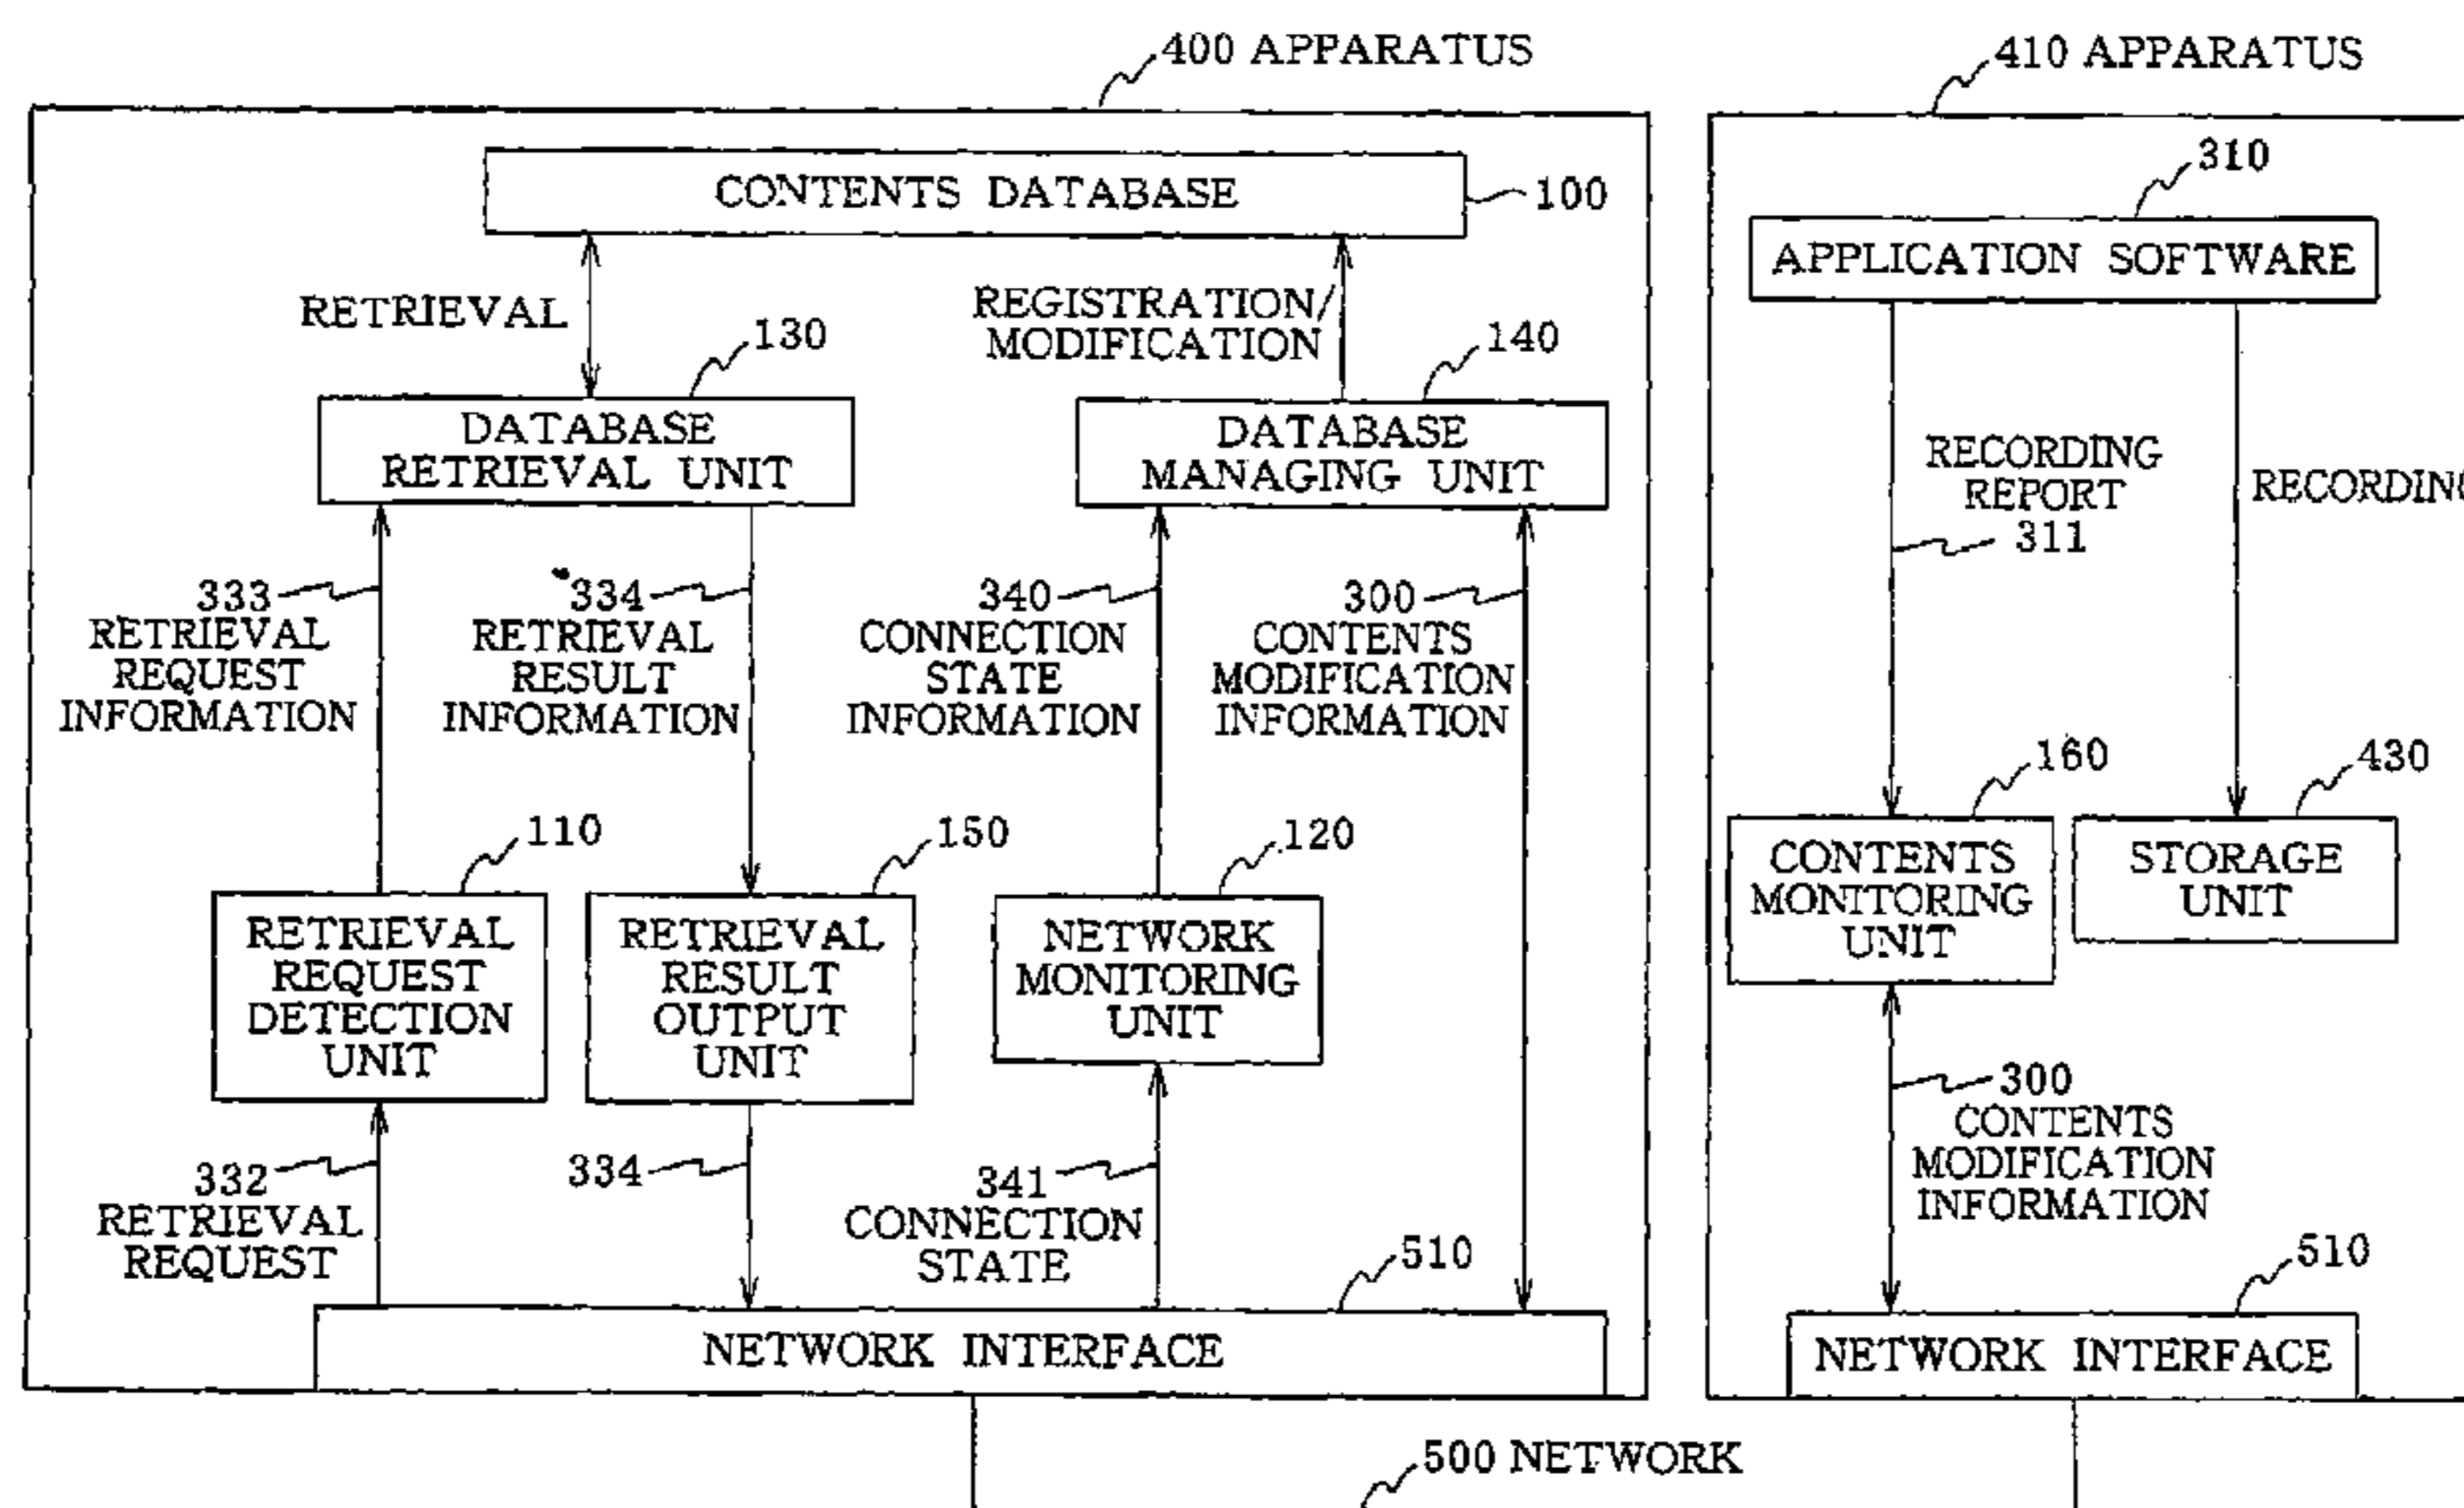 400 APPARATUS
CONTENTS DATABASE
100
RETRIEVAL
REGISTRATION/
MODIFICATION
130
140
DATABASE
RETRIEVAL UNIT
DATABASE
MANAGING UNIT
333
RETRIEVAL
REQUEST
INFORMATION
334
RETRIEVAL
RESULT
INFORMATION
340
CONNECTION
STATE
INFORMATION
300
CONTENTS
MODIFICATION
INFORMATION
110
150
120
RETRIEVAL
REQUEST
DETECTION
UNIT
RETRIEVAL
RESULT
OUTPUT
UNIT
NETWORK
MONITORING
UNIT
332
RETRIEVAL
REQUEST
334
341
CONNECTION
STATE
510
NETWORK INTERFACE
410 APPARATUS
310
APPLICATION SOFTWARE
RECORDING
REPORT
311
RECORDING
160
430
CONTENTS
MONITORING
UNIT
STORAGE
UNIT
300
CONTENTS
MODIFICATION
INFORMATION
510
NETWORK INTERFACE
500 NETWORK